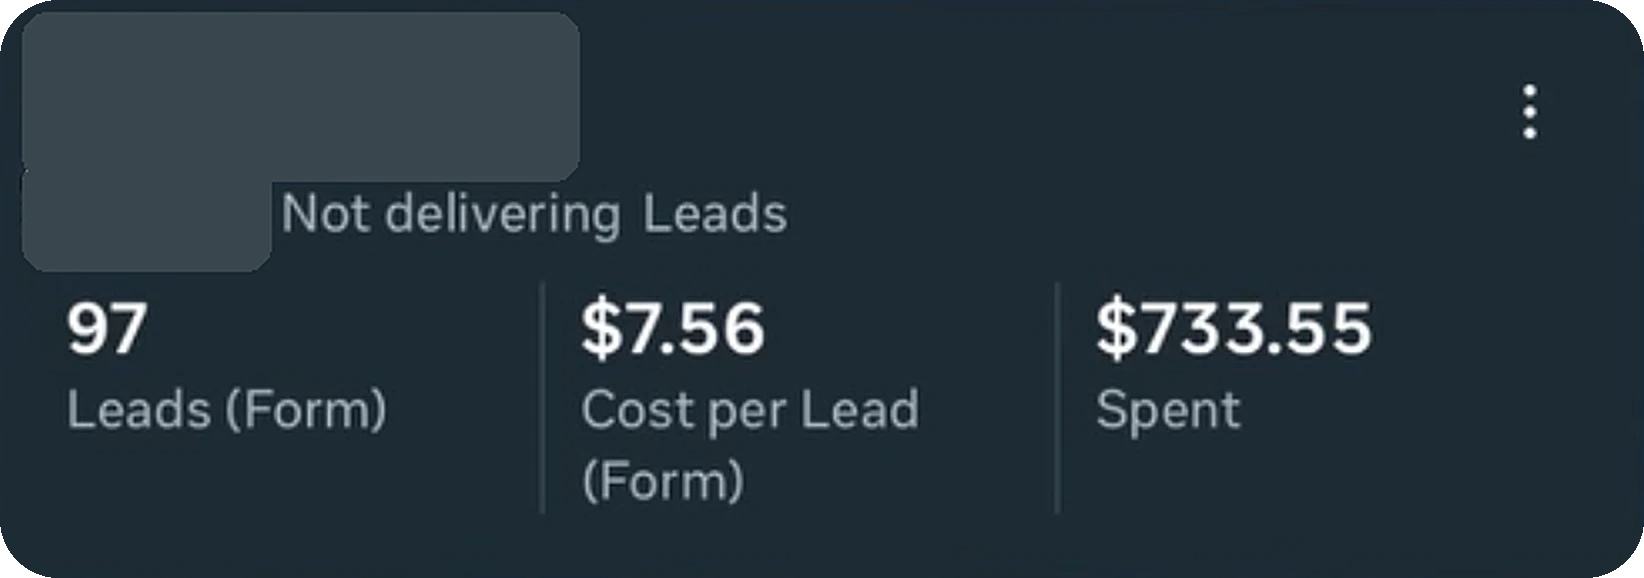 Not delivering Leads
97
Leads (Form)
$7.56
Cost per Lead
(Form)
$733.55
Spent